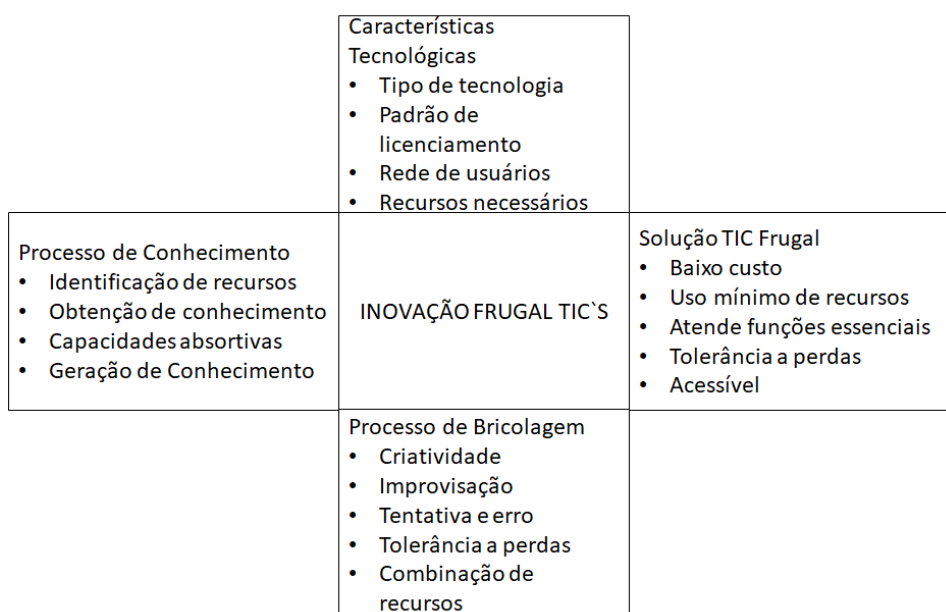 Características
Tecnológicas
• Tipo de tecnologia
• Padrão de
licenciamento
• Rede de usuários
• Recursos necessários
Processo de Conhecimento
• Identificação de recursos
• Obtenção de conhecimento
• Capacidades absortivas
• Geração de Conhecimento
INOVAÇÃO FRUGAL TIC`S
Solução TIC Frugal
• Baixo custo
• Uso mínimo de recursos
• Atende funções essenciais
• Tolerância a perdas
• Acessível
Processo de Bricolagem
• Criatividade
• Improvisação
• Tentativa e erro
• Tolerância a perdas
• Combinação de
recursos